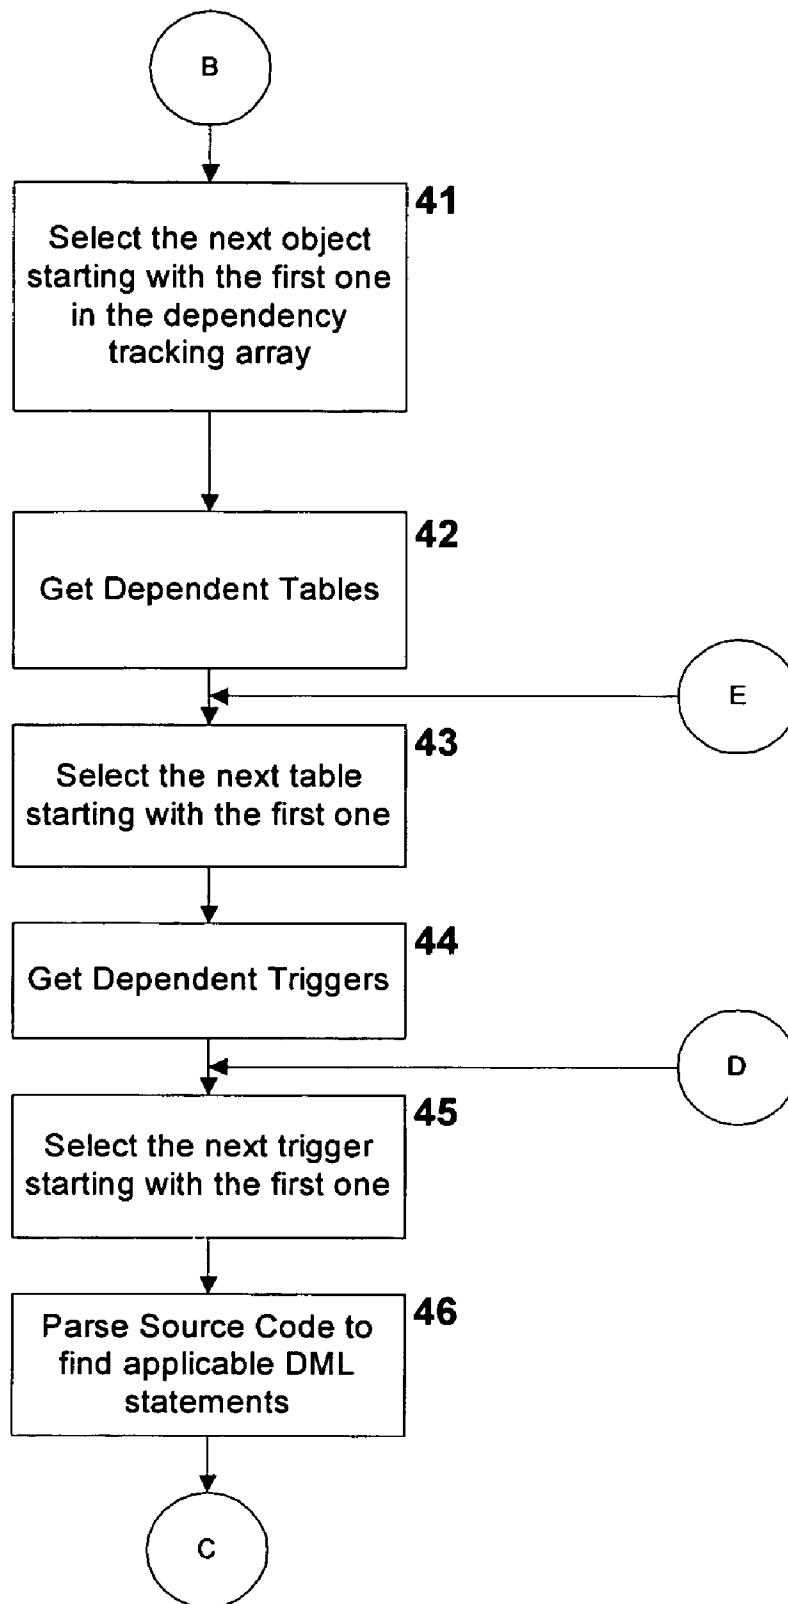 B
41
Select the next object
starting with the first one
in the dependency
tracking array
42
Get Dependent Tables
E
43
Select the next table
starting with the first one
44
Get Dependent Triggers
D
45
Select the next trigger
starting with the first one
46
Parse Source Code to
find applicable DML
statements
C